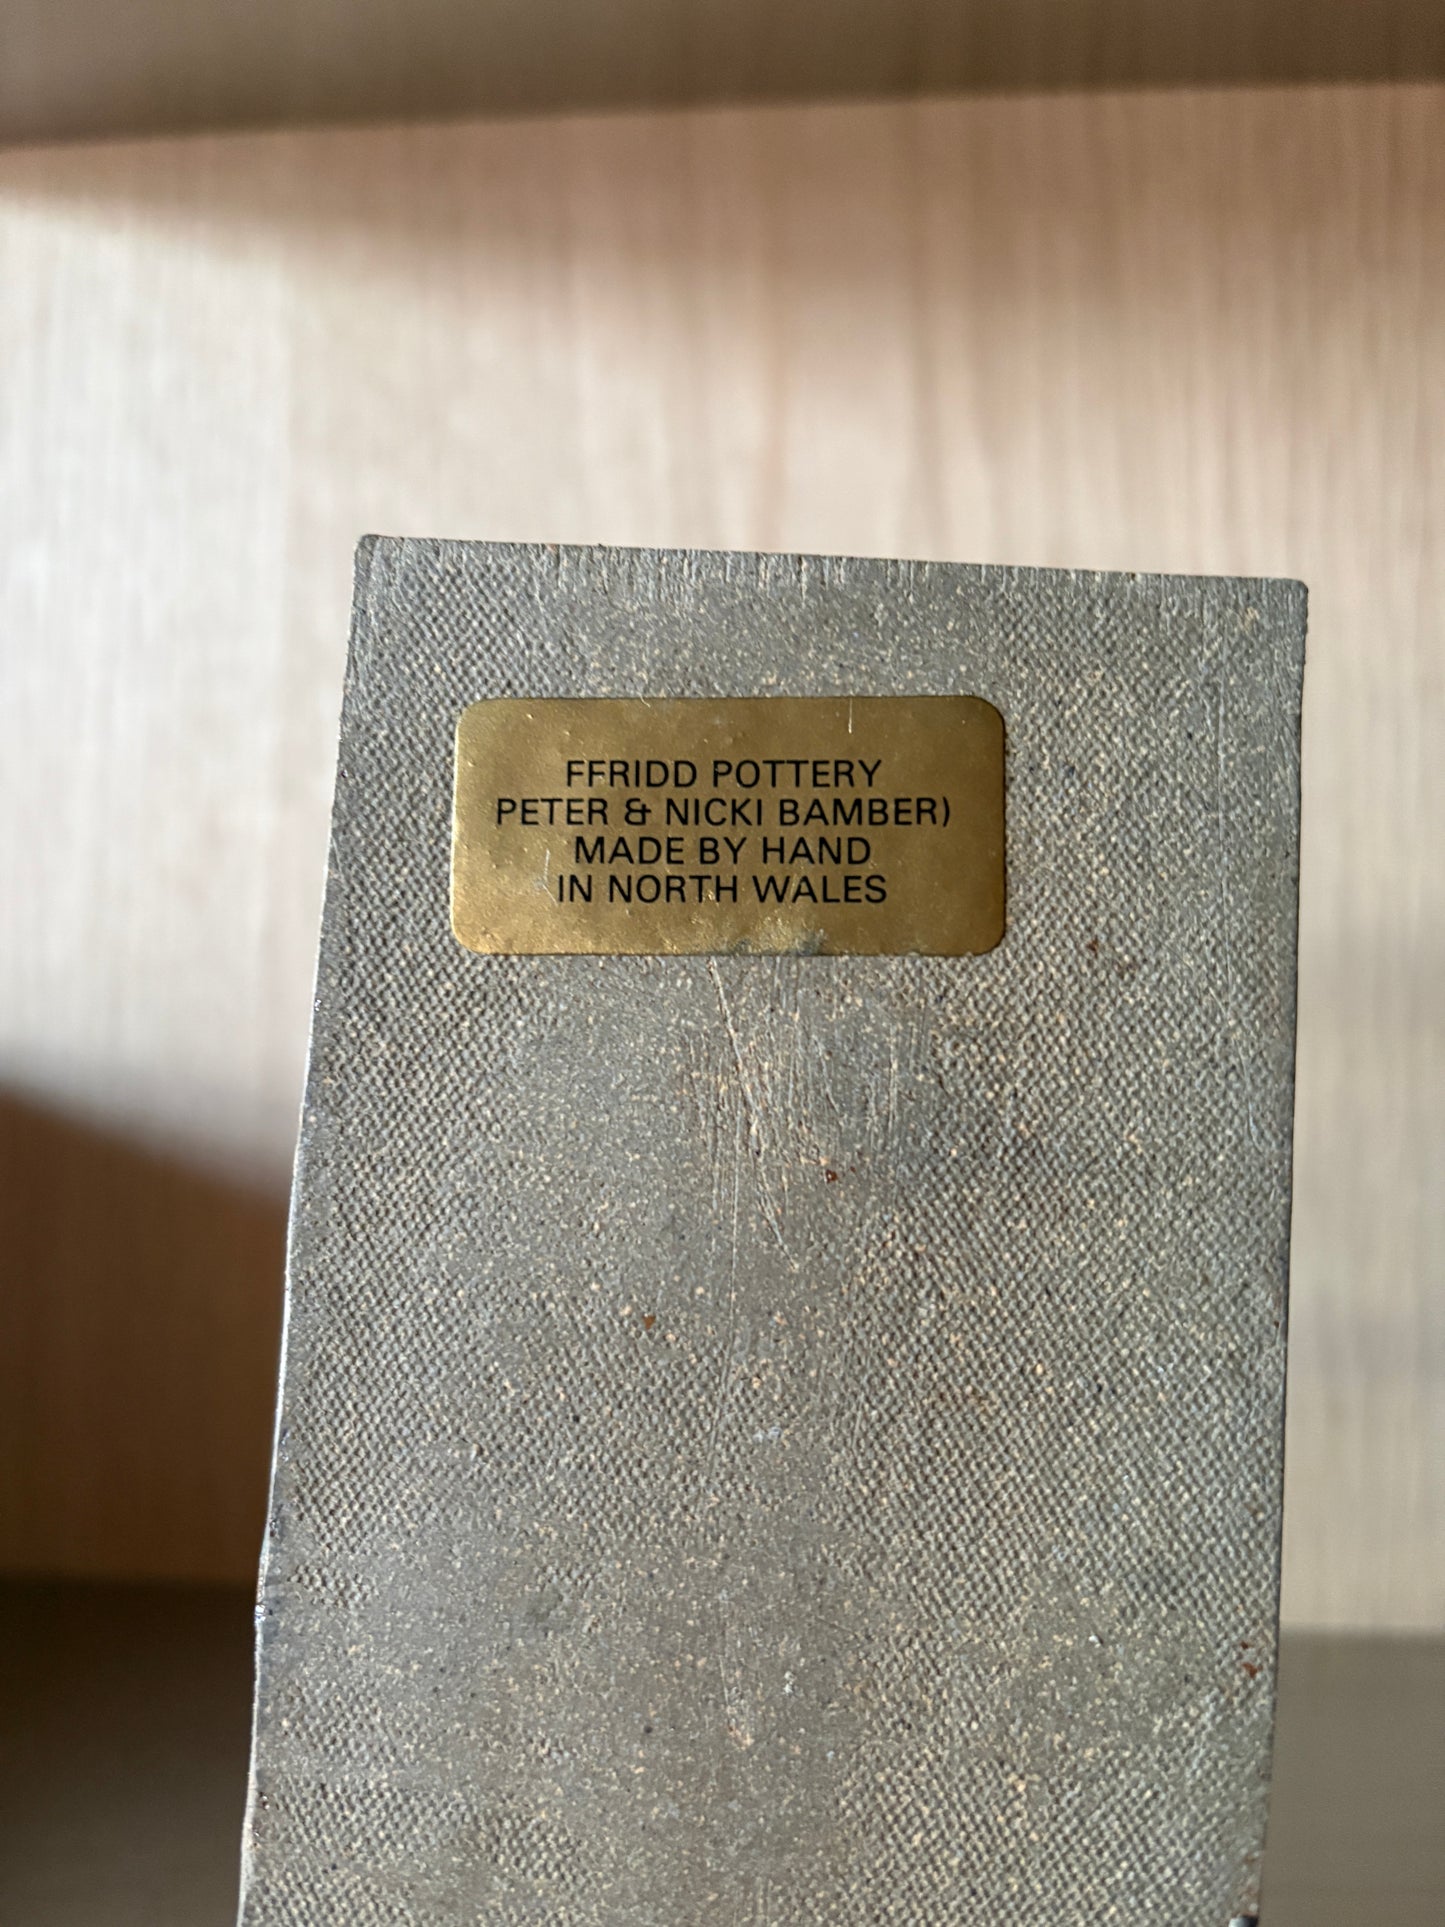 FFRIDD POTTERY
PETER & NICKI BAMBER)
MADE BY HAND
IN NORTH WALES